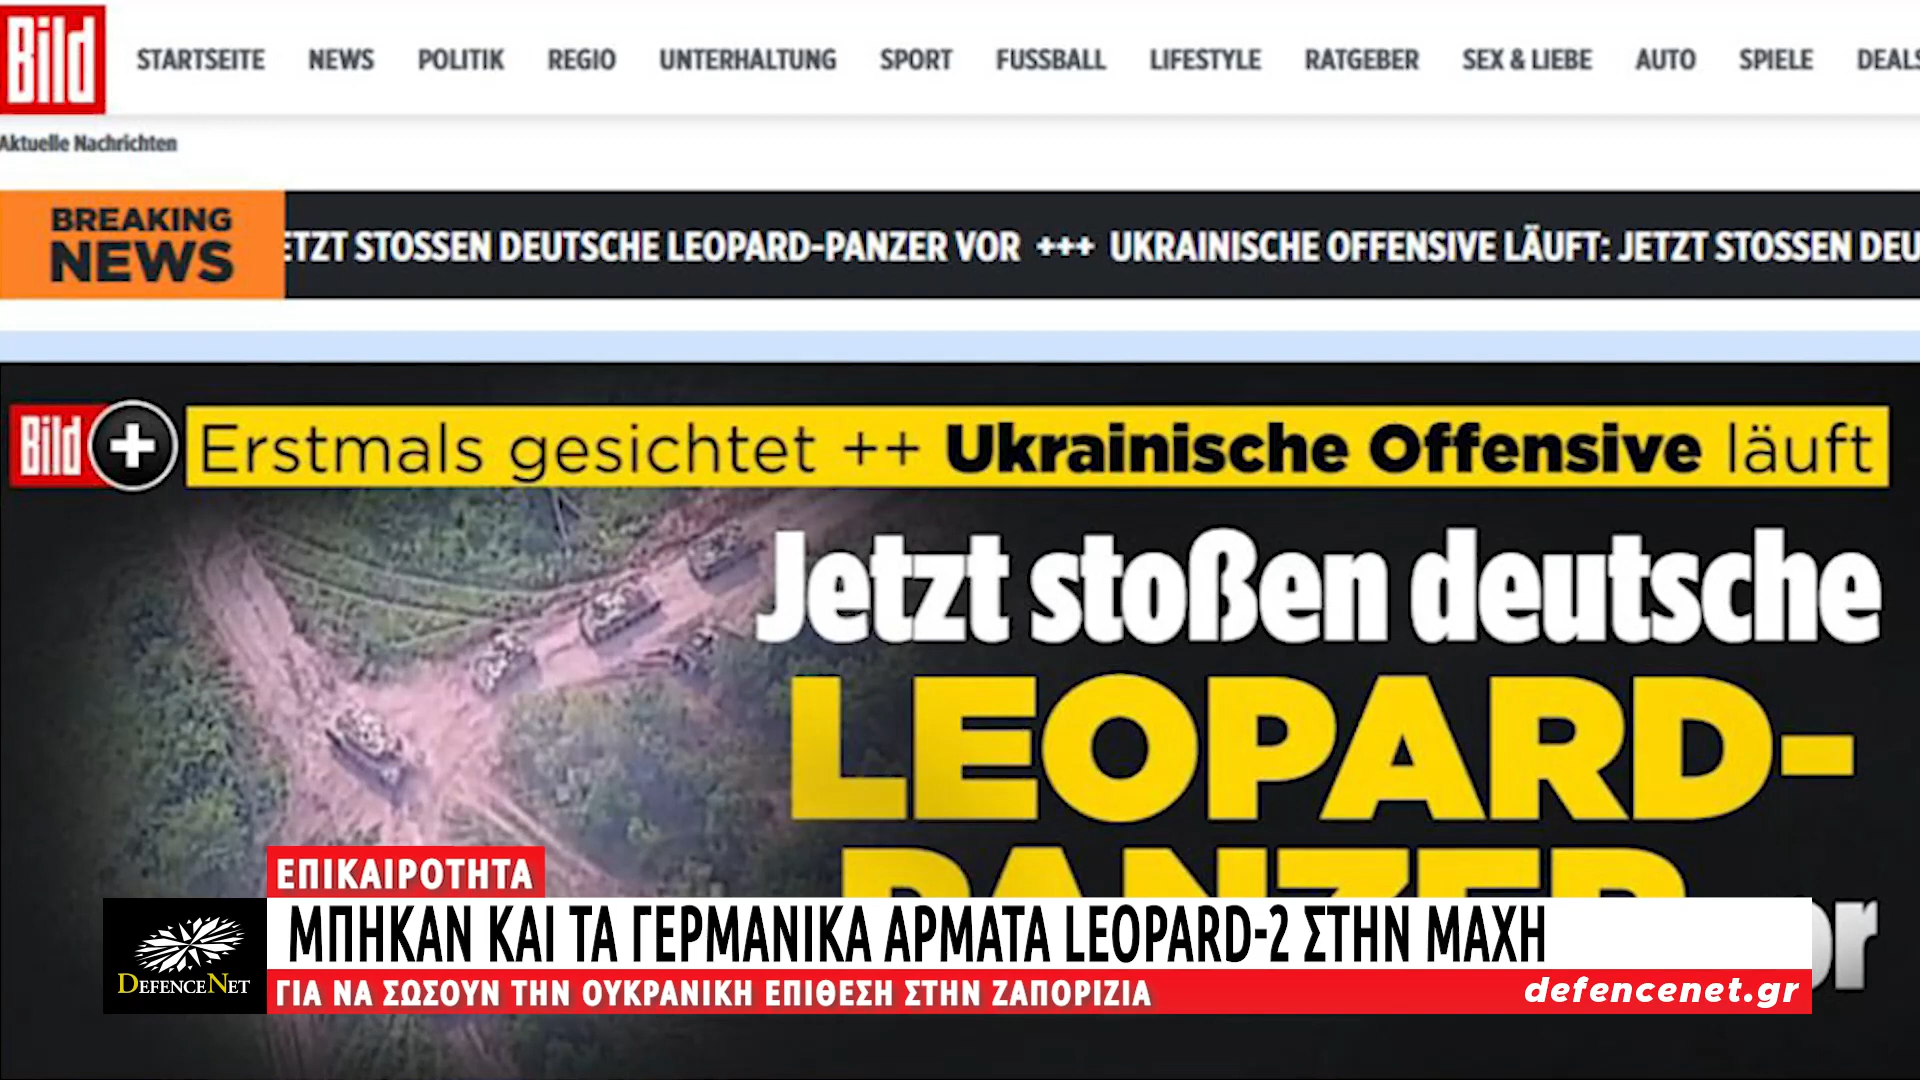 Bild
STARTSEITE NEWS POLITIK REGIO UNTERHALTUNG SPORT FUSSBALL LIFESTYLE RATGEBER SEX & LIEBE AUTO SPIELE DEALS
Aktuelle Nachrichten
BREAKING
NEWS
ETZT STOSSEN DEUTSCHE LEOPARD-PANZER VOR +++ UKRAINISCHE OFFENSIVE LÄUFT: JETZT STOSSEN DEU
Bild + Erstmals gesichtet ++ Ukrainische Offensive läuft
Jetzt stoßen deutsche
LEOPARD-
PANZER vor
ΕΠΙΚΑΙΡΟΤΗΤΑ
ΜΠΗΚΑΝ ΚΑΙ ΤΑ ΓΕΡΜΑΝΙΚΑ ΑΡΜΑΤΑ LEOPARD-2 ΣΤΗΝ ΜΑΧΗ
DEFENCENET
ΓΙΑ ΝΑ ΣΩΣΟΥΝ ΤΗΝ ΟΥΚΡΑΝΙΚΗ ΕΠΙΘΕΣΗ ΣΤΗΝ ΖΑΠΟΡΙΖΙΑ
defencenet.gr